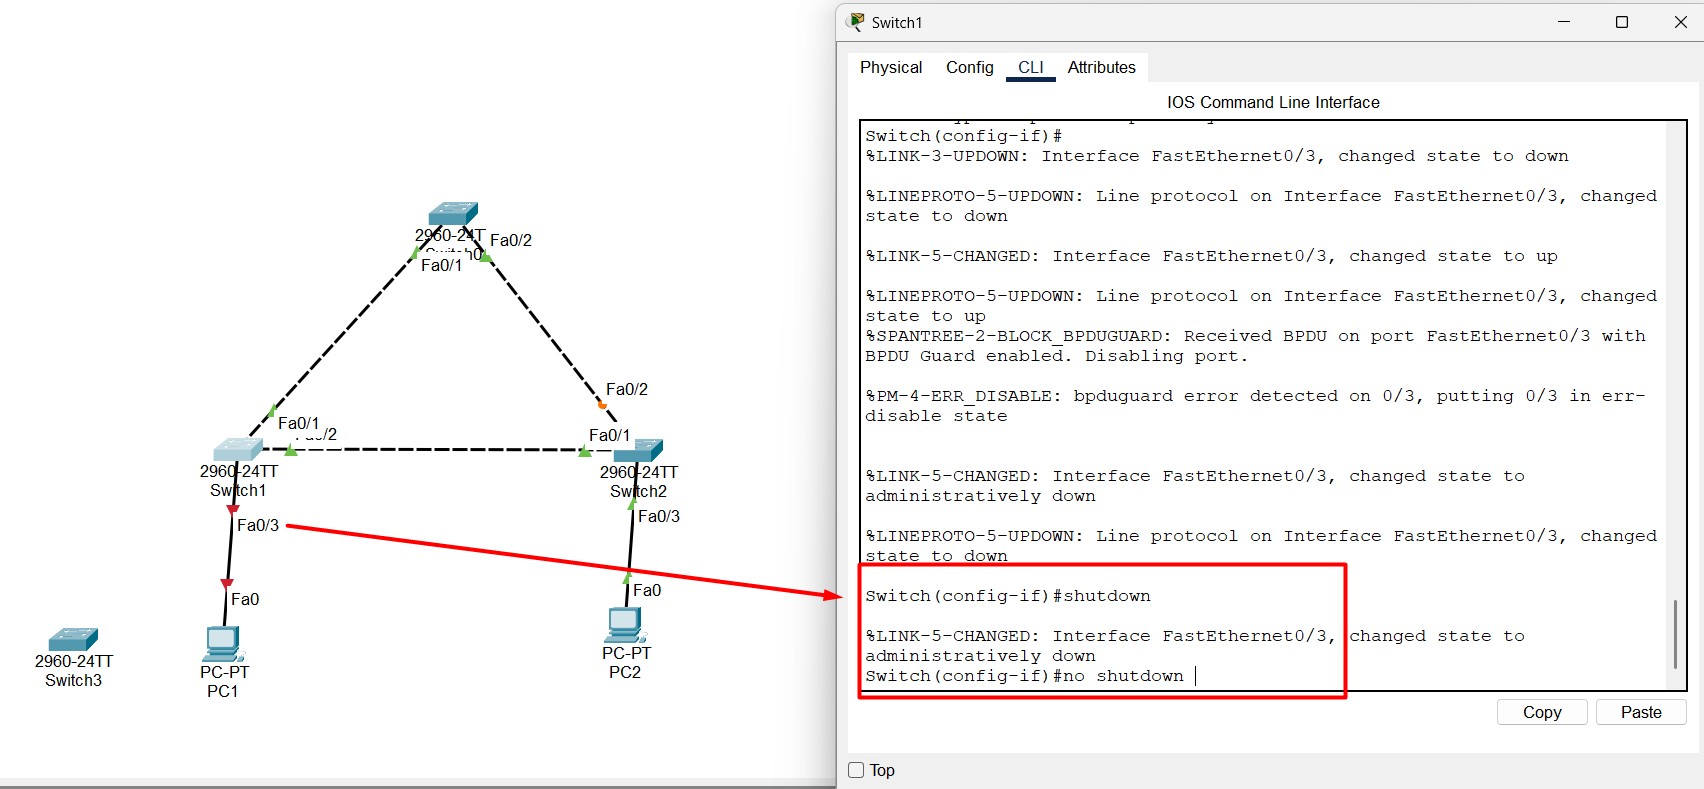 2960-24T
Fa0/2
Fa0/1
Fa0/2
Fa0/1
Fa0/1
2960-24TT
Switch1
2960-24TT
Switch2
Fa0/3
Fa0/3
Fa0
Fa0
2960-24TT
Switch3
PC-PT
PC1
PC-PT
PC2
Switch1
Physical
Config
CLI
Attributes
IOS Command Line Interface
Switch(config-if)#
%LINK-3-UPDOWN: Interface FastEthernet0/3, changed state to down
%LINEPROTO-5-UPDOWN: Line protocol on Interface FastEthernet0/3, changed
state to down
%LINK-5-CHANGED: Interface FastEthernet0/3, changed state to up
%LINEPROTO-5-UPDOWN: Line protocol on Interface FastEthernet0/3, changed
state to up
%SPANTREE-2-BLOCK_BPDUGUARD: Received BPDU on port FastEthernet0/3 with
BPDU Guard enabled. Disabling port.
%PM-4-ERR_DISABLE: bpduguard error detected on 0/3, putting 0/3 in err-
disable state
%LINK-5-CHANGED: Interface FastEthernet0/3, changed state to
administratively down
%LINEPROTO-5-UPDOWN: Line protocol on Interface FastEthernet0/3, changed
state to down
Switch(config-if)#shutdown
%LINK-5-CHANGED: Interface FastEthernet0/3, changed state to
administratively down
Switch(config-if)#no shutdown
Copy
Paste
Top